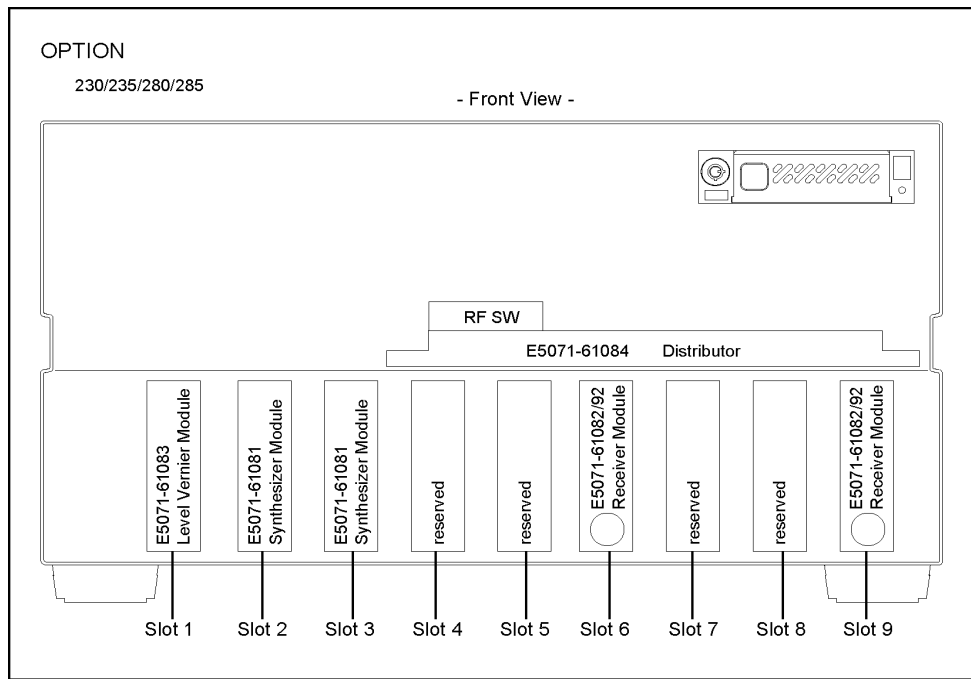 OPTION
230/235/280/285
- Front View -
RF SW
E5071-61084 Distributor
E5071-61083
Level Vernier Module
E5071-61081
Synthesizer Module
E5071-61081
Synthesizer Module
reserved
reserved
E5071-61082/92
Receiver Module
reserved
reserved
E5071-61082/92
Receiver Module
Slot 1 Slot 2 Slot 3 Slot 4 Slot 5 Slot 6 Slot 7 Slot 8 Slot 9